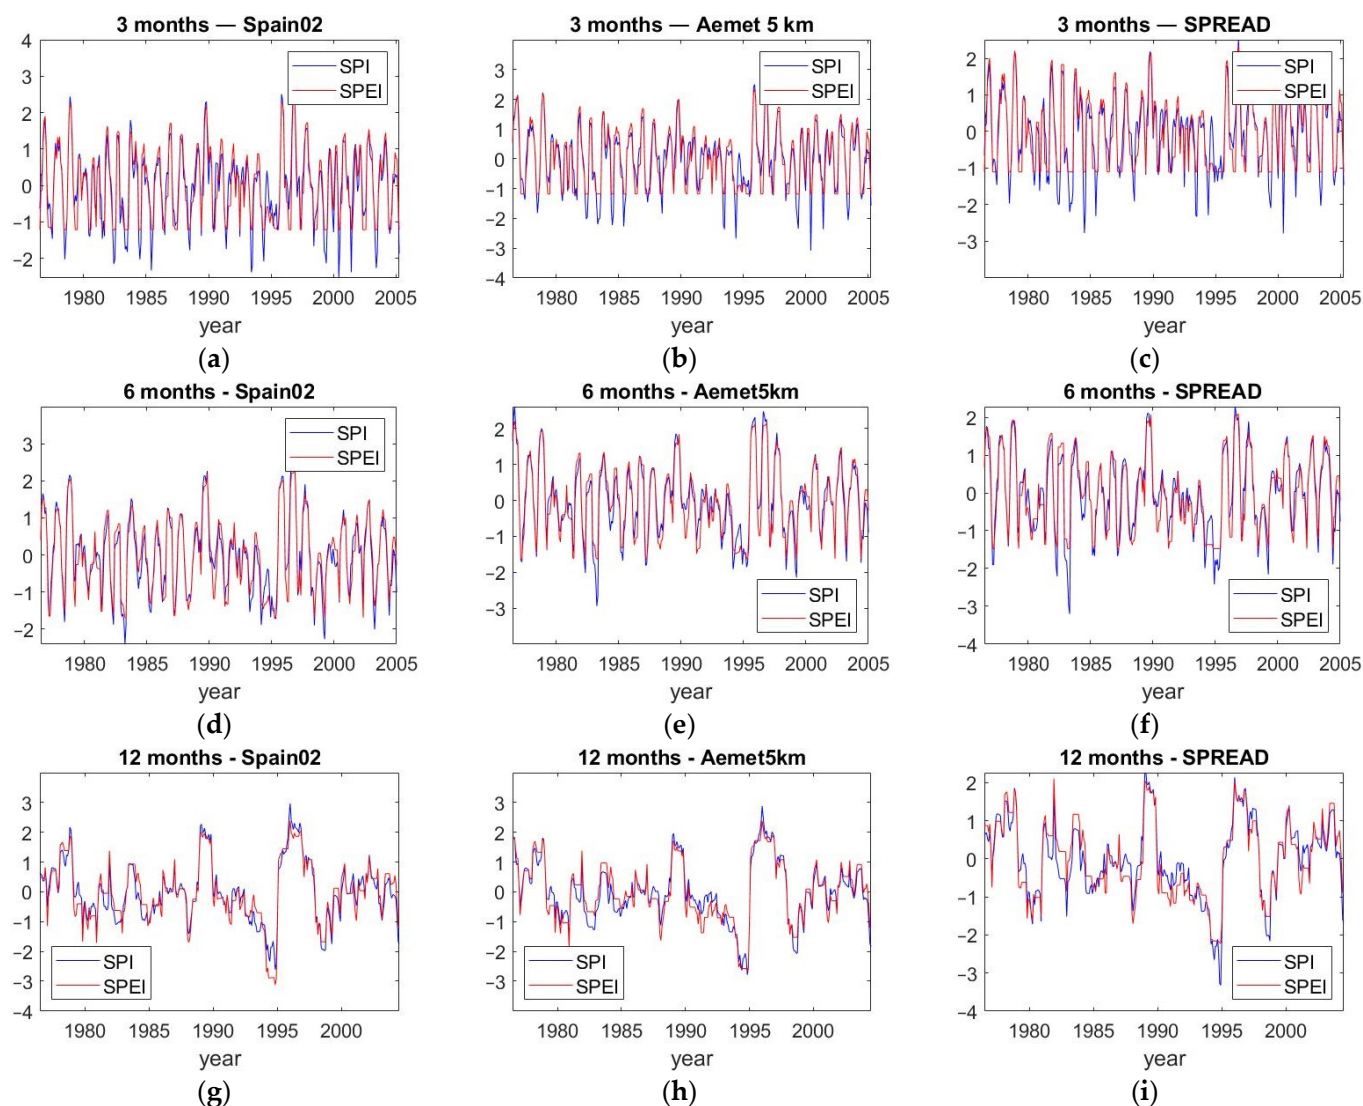 3 months — Spain02
4
3
2
1
0
−1
−2
SPI
SPEI
1980 1985 1990 1995 2000 2005
year
(a)
3 months — Aemet 5 km
3
2
1
0
−1
−2
−3
−4
SPI
SPEI
1980 1985 1990 1995 2000 2005
year
(b)
3 months — SPREAD
2
1
0
−1
−2
−3
SPI
SPEI
1980 1985 1990 1995 2000 2005
year
(c)
6 months - Spain02
3
2
1
0
−1
−2
SPI
SPEI
1980 1985 1990 1995 2000 2005
year
(d)
6 months - Aemet5km
2
1
0
−1
−2
−3
SPI
SPEI
1980 1985 1990 1995 2000 2005
year
(e)
6 months - SPREAD
2
1
0
−1
−2
−3
−4
SPI
SPEI
1980 1985 1990 1995 2000 2005
year
(f)
12 months - Spain02
3
2
1
0
−1
−2
−3
−4
SPI
SPEI
1980 1985 1990 1995 2000
year
(g)
12 months - Aemet5km
3
2
1
0
−1
−2
−3
−4
SPI
SPEI
1980 1985 1990 1995 2000
year
(h)
12 months - SPREAD
2
1
0
−1
−2
−3
−4
SPI
SPEI
1980 1985 1990 1995 2000
year
(i)